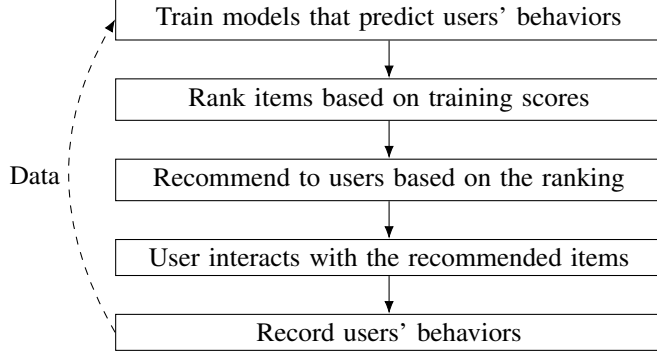 Train models that predict users' behaviors
Rank items based on training scores
Recommend to users based on the ranking
Data
User interacts with the recommended items
Record users' behaviors